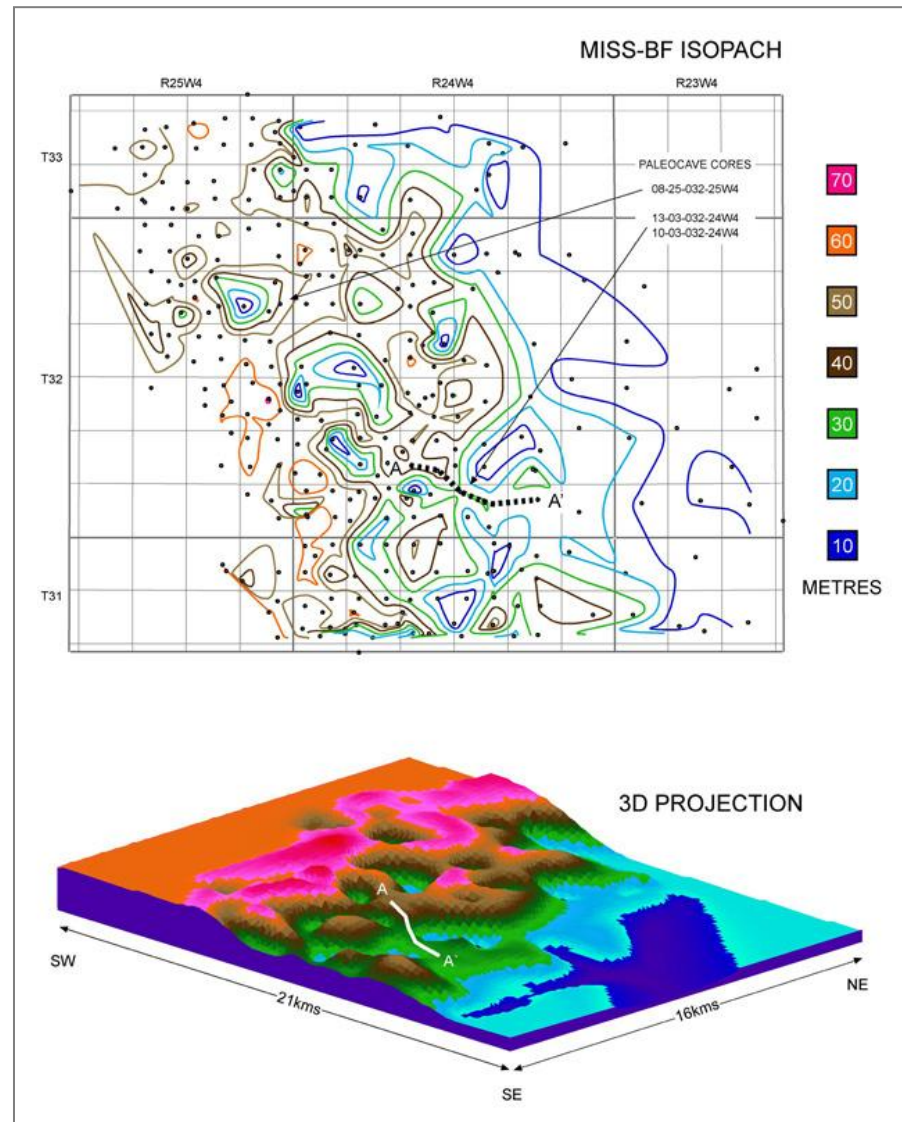 MISS-BF ISOPACH
R25W4
R24W4
R23W4
T33
PALEOCAVE CORES
08-25-032-25W4
13-03-032-24W4
10-03-032-24W4
T32
A
A`
T31
70
60
50
40
30
20
10
METRES
3D PROJECTION
A
A`
SW
21kms
SE
16kms
NE